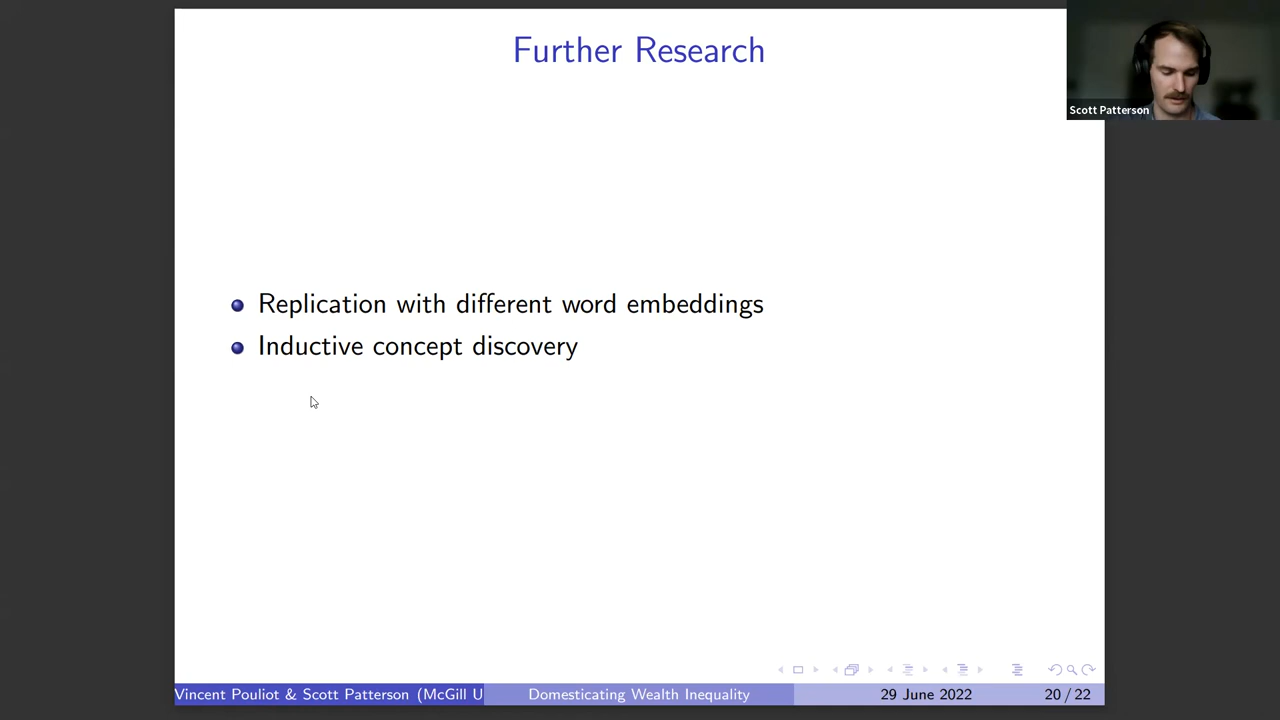 Further Research
Scott Patterson
Replication with different word embeddings
Inductive concept discovery
Vincent Pouliot & Scott Patterson (McGill U
Domesticating Wealth Inequality
29 June 2022
20 / 22